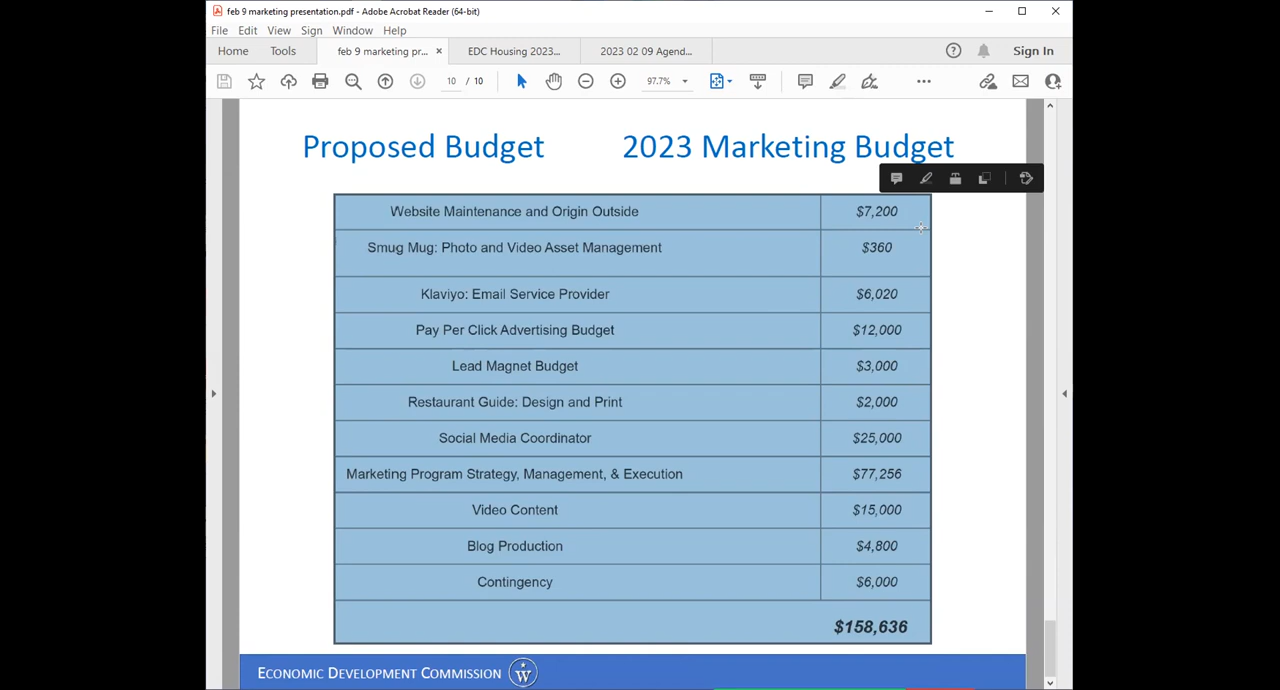 feb 9 marketing presentation.pdf - Adobe Acrobat Reader (64-bit)
File Edit View Sign Window Help
Home Tools feb 9 marketing pr... × EDC Housing 2023... 2023 02 09 Agend... Sign In
10 / 10 97.7%
Proposed Budget 2023 Marketing Budget
Website Maintenance and Origin Outside $7,200
Smug Mug: Photo and Video Asset Management $360
Klaviyo: Email Service Provider $6,020
Pay Per Click Advertising Budget $12,000
Lead Magnet Budget $3,000
Restaurant Guide: Design and Print $2,000
Social Media Coordinator $25,000
Marketing Program Strategy, Management, & Execution $77,256
Video Content $15,000
Blog Production $4,800
Contingency $6,000
$158,636
ECONOMIC DEVELOPMENT COMMISSION W